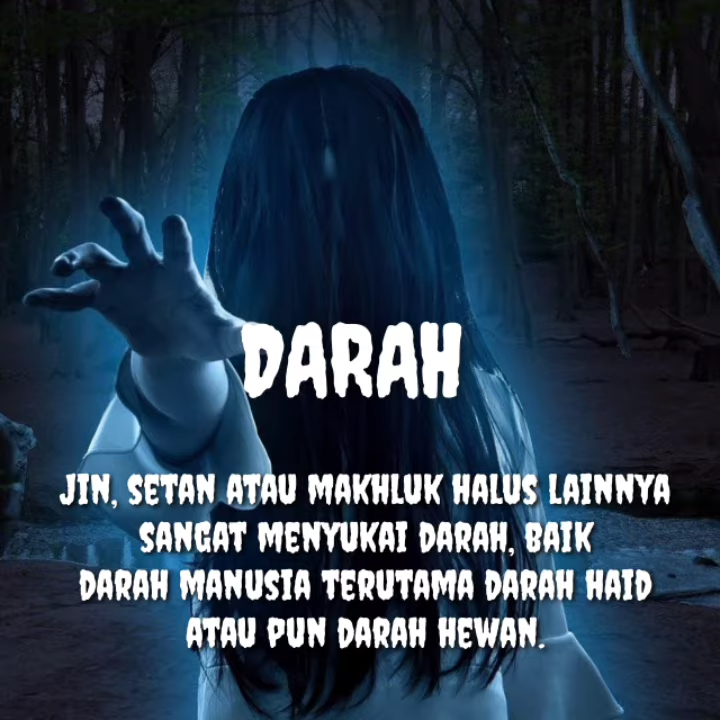 DARAH
JIN, SETAN ATAU MAKHLUK HALUS LAINNYA
SANGAT MENYUKAI DARAH, BAIK
DARAH MANUSIA TERUTAMA DARAH HAID
ATAU PUN DARAH HEWAN.